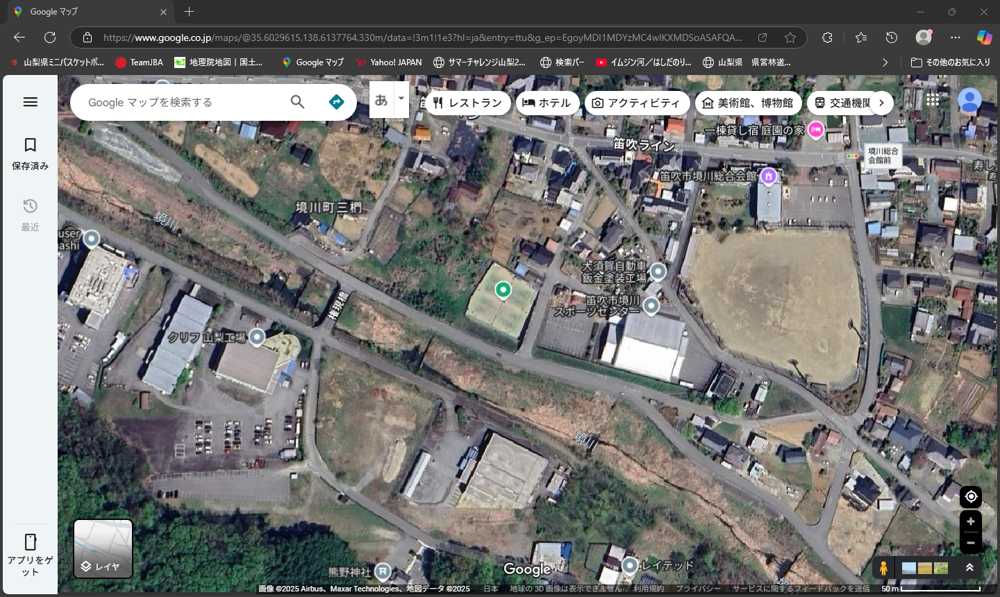 Google マップ
https://www.google.co.jp/maps/@35.6029615,138.6137764,330m/data=!3m1!1e3?hl=ja&entry=ttu&g_ep=EgoyMDI1MDYzMC4wIKXMDSoASAFQA...
山梨県ミニバスケットボ...
TeamJBA
地理院地図 | 国土...
Google マップ
Yahoo! JAPAN
サマーチャレンジ山梨2...
検索バー
イムジン河／はしだのり...
山梨県 県営林道...
その他のお気に入り
Google マップを検索する
あ
レストラン
ホテル
アクティビティ
美術館、博物館
交通機関
保存済み
最近
アプリをゲ
ット
一棟貸し宿 庭園の家
笛吹ライン
境川総合
会館前
笛吹市境川総合会館
境川町三椚
境川
大須賀自動車
鈑金塗装工場
笛吹市境川
スポーツセンター
権現橋
クリフ 山梨工場
境川
熊野神社
レイテッド
レイヤ
Google
画像 ©2025 Airbus、Maxar Technologies、地図データ ©2025
日本
地球の 3D 画像は表示できません
利用規約
プライバシー
サービスに関するフィードバックを送信
50 m